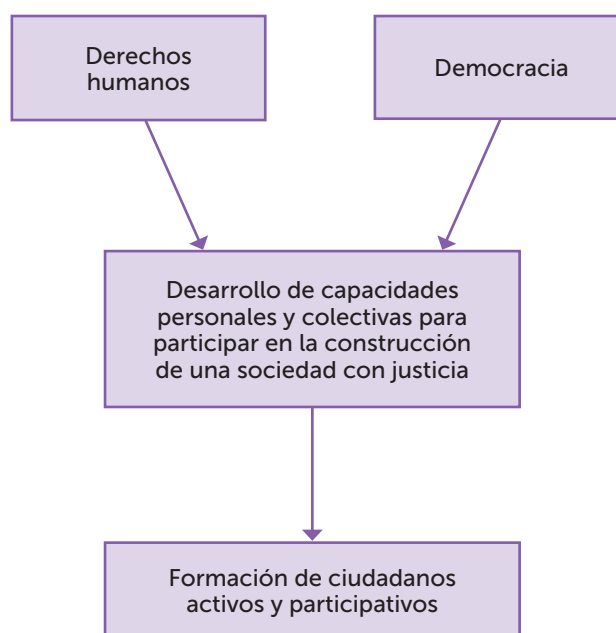 Derechos
humanos
Democracia
Desarrollo de capacidades
personales y colectivas para
participar en la construcción
de una sociedad con justicia
Formación de ciudadanos
activos y participativos